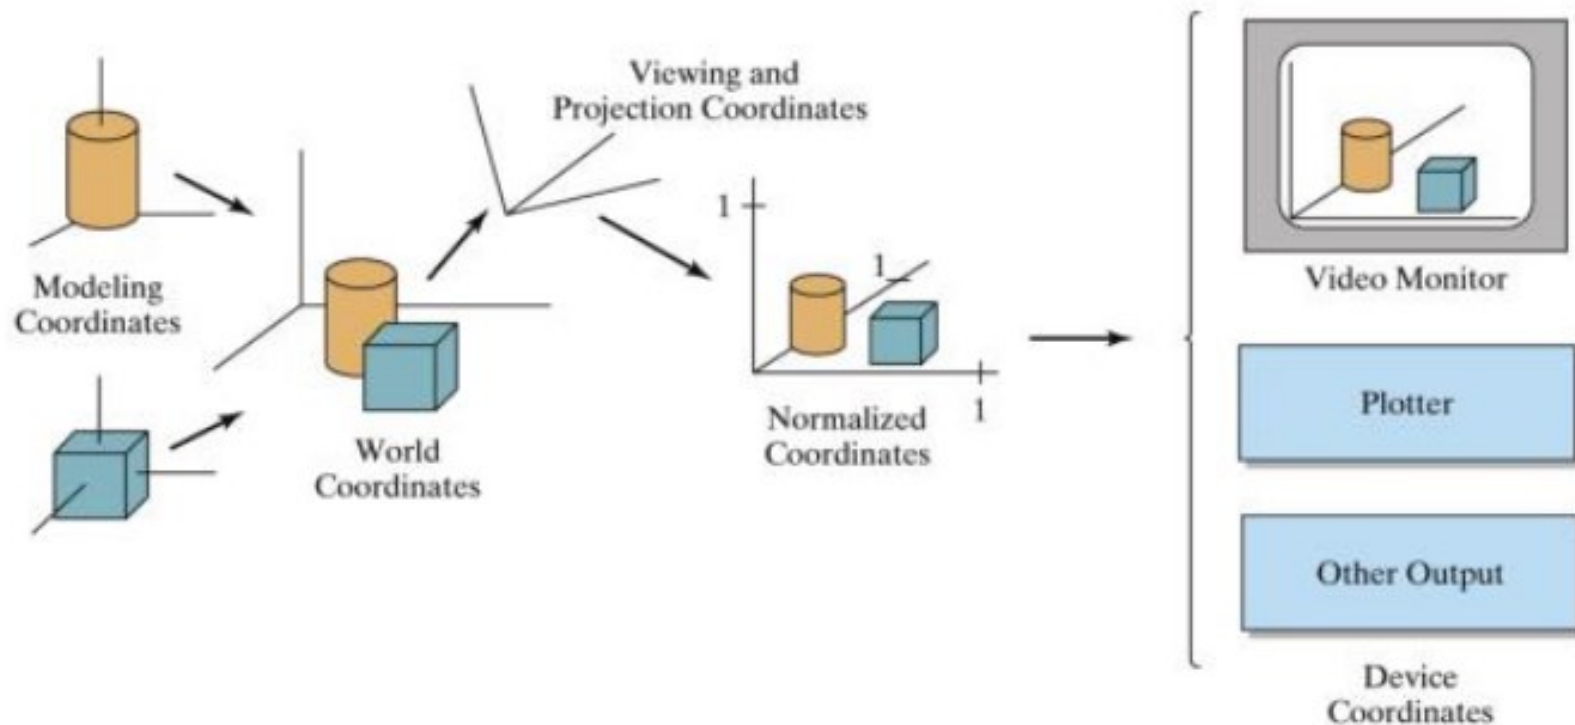 Modeling
Coordinates
World
Coordinates
Viewing and
Projection Coordinates
1
1
1
Normalized
Coordinates
Video Monitor
Plotter
Other Output
Device
Coordinates